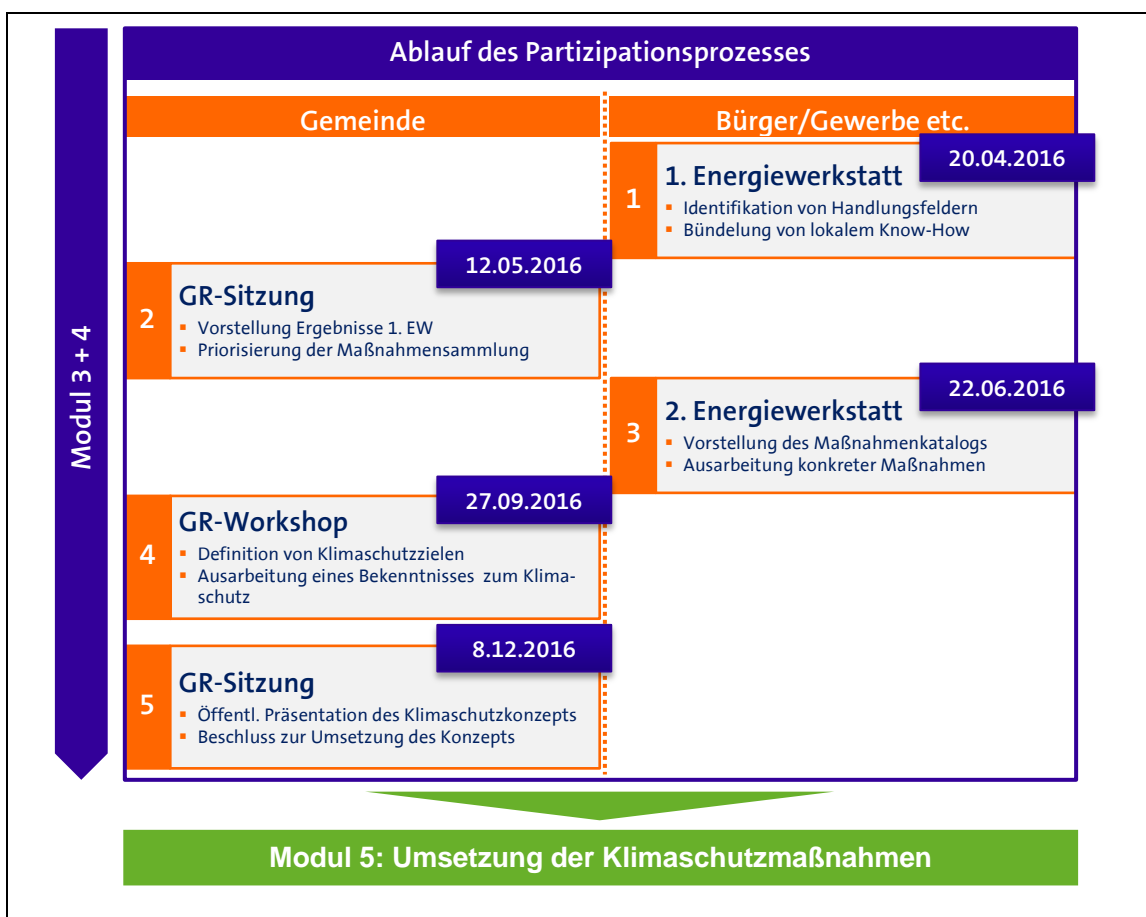 Ablauf des Partizipationsprozesses
Gemeinde
Bürger/Gewerbe etc.
Modul 3 + 4
20.04.2016
1
1. Energiewerkstatt
▪ Identifikation von Handlungsfeldern
▪ Bündelung von lokalem Know-How
12.05.2016
2
GR-Sitzung
▪ Vorstellung Ergebnisse 1. EW
▪ Priorisierung der Maßnahmensammlung
22.06.2016
3
2. Energiewerkstatt
▪ Vorstellung des Maßnahmenkatalogs
▪ Ausarbeitung konkreter Maßnahmen
27.09.2016
4
GR-Workshop
▪ Definition von Klimaschutzzielen
▪ Ausarbeitung eines Bekenntnisses zum Klima-
schutz
8.12.2016
5
GR-Sitzung
▪ Öffentl. Präsentation des Klimaschutzkonzepts
▪ Beschluss zur Umsetzung des Konzepts
Modul 5: Umsetzung der Klimaschutzmaßnahmen